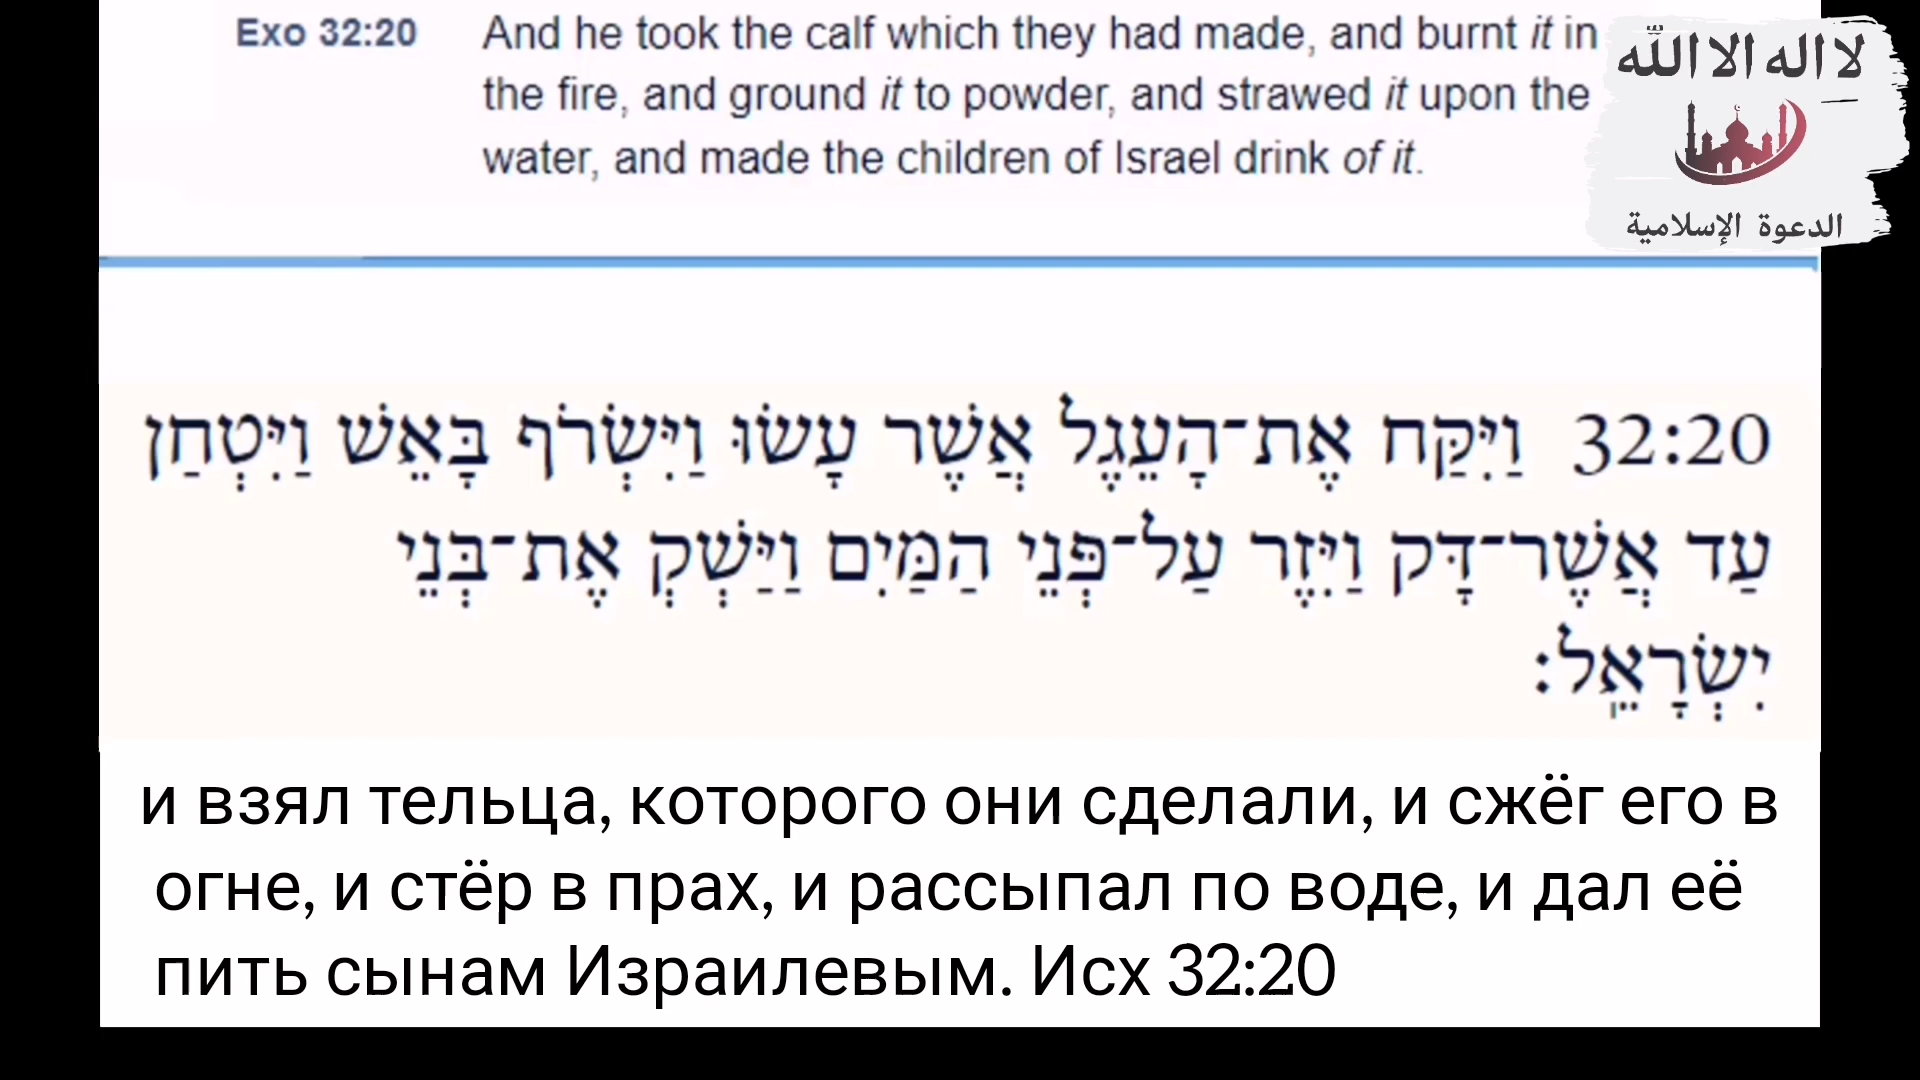 Exo 32:20 And he took the calf which they had made, and burnt it in
the fire, and ground it to powder, and strawed it upon the
water, and made the children of Israel drink of it.
لا اله الا الله
الدعوة الإسلامية
32:20 וַיִּקַּח אֶת־הָעֵגֶל אֲשֶׁר עָשׂוּ וַיִּשְׂרֹף בָּאֵשׁ וַיִּטְחַן
עַד אֲשֶׁר־דָּק וַיִּזֶר עַל־פְּנֵי הַמַּיִם וַיַּשְׁקְ אֶת־בְּנֵי
יִשְׂרָאֵֽל׃
и взял тельца, которого они сделали, и сжёг его в
огне, и стёр в прах, и рассыпал по воде, и дал её
пить сынам Израилевым. Исх 32:20